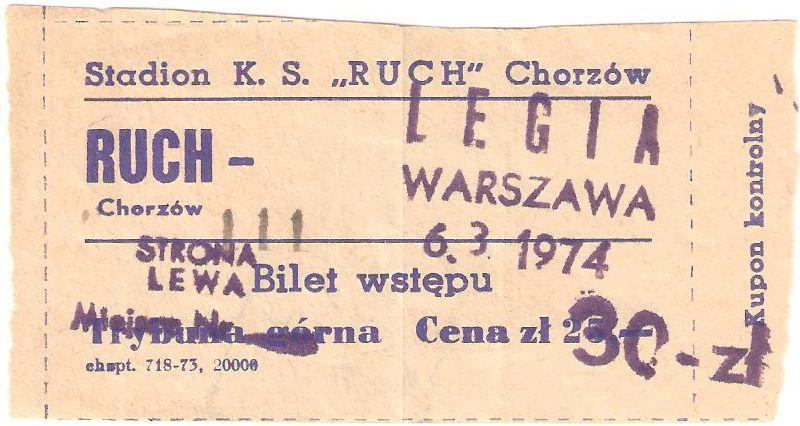 Stadion K. S. „RUCH” Chorzów
RUCH – LEGIA
Chorzów WARSZAWA
111
6.3 1974
STRONA
LEWA
Bilet wstępu
Miejsce Nr
Trybuna górna Cena zł 25,—
30-zł
chspt. 718-73, 20000
Kupon kontrolny